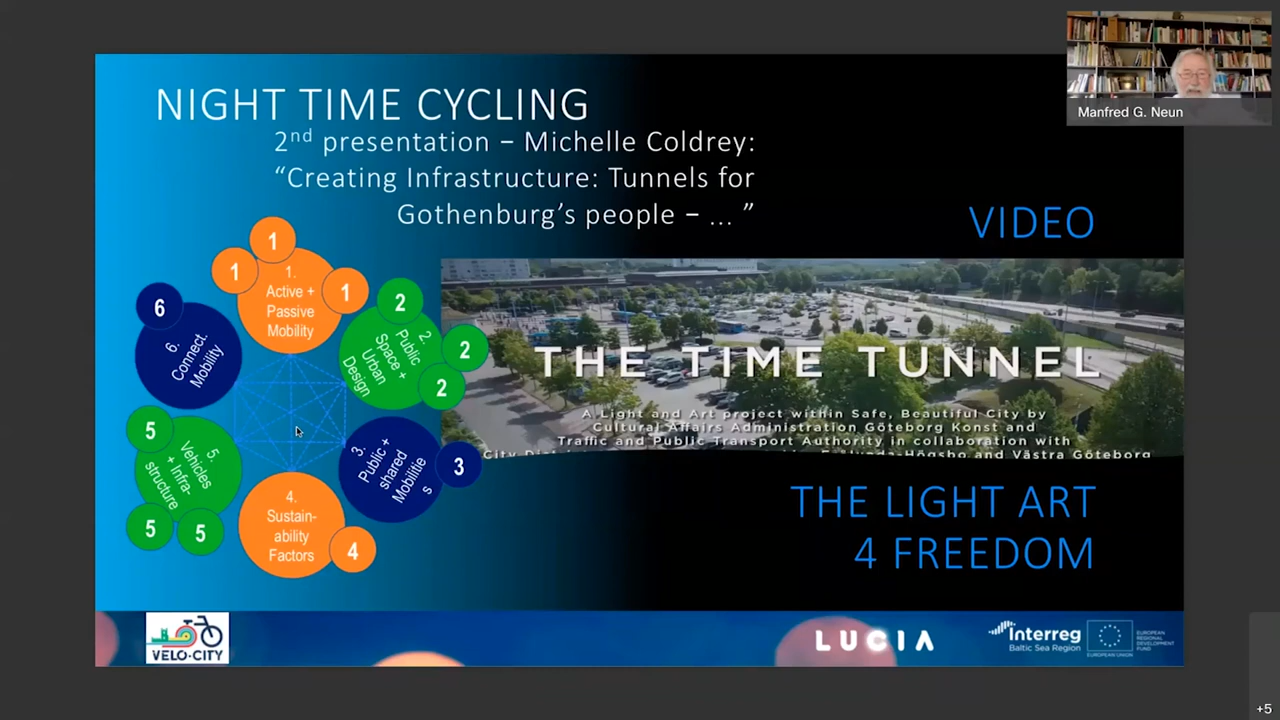 NIGHT TIME CYCLING
2nd presentation – Michelle Coldrey:
“Creating Infrastructure: Tunnels for
Gothenburg’s people – ... ”
Manfred G. Neun
VIDEO
1
1
1
1.
Active +
Passive
Mobility
2
2
2
2.
Public
Space +
Urban
Design
3
3.
Public +
shared
Mobilitie
s
4
4.
Sustain-
ability
Factors
5
5
5
5.
Vehicles
+ Infra-
structure
6
6.
Connect.
Mobility
THE TIME TUNNEL
A Light and Art project within Safe, Beautiful City by
Cultural Affairs Administration Göteborg Konst and
Traffic and Public Transport Authority in collaboration with
City Högsbo and Västra Göteborg
THE LIGHT ART
4 FREEDOM
VELO-CITY
LUCIA
Interreg
Baltic Sea Region
EUROPEAN UNION
EUROPEAN
REGIONAL
DEVELOPMENT
FUND
+5